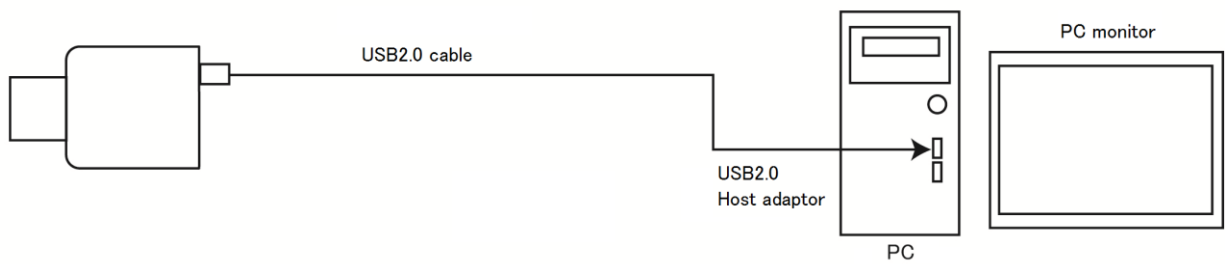 USB2.0 cable
PC monitor
USB2.0
Host adaptor
PC